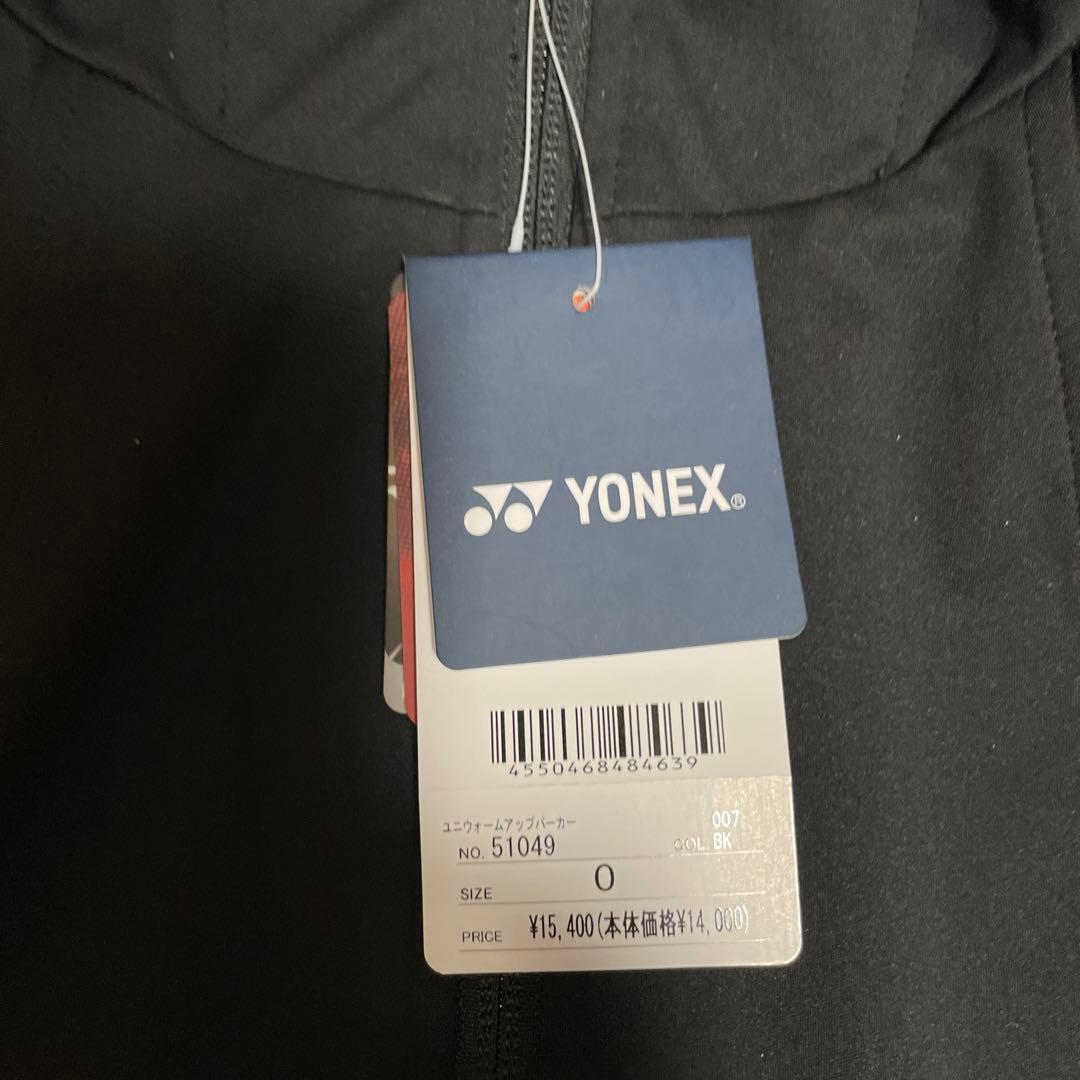 YONEX®
4550468484639
ユニウォームアップパーカー
NO. 51049
007
COL. BK
SIZE O
PRICE ¥15,400(本体価格¥14,000)